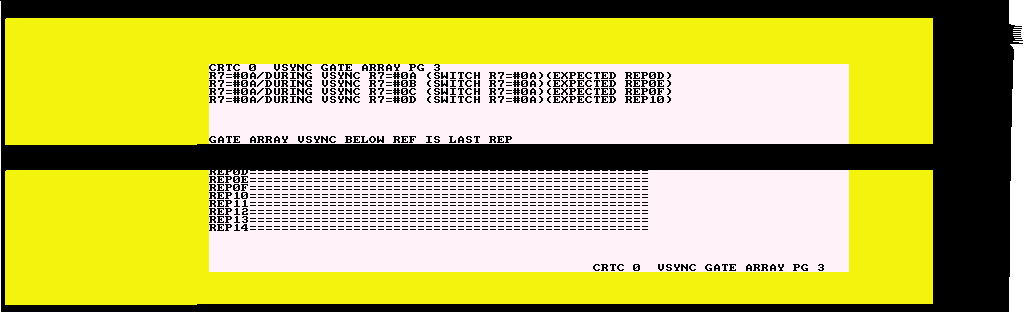 CRTC 0  VSYNC GATE ARRAY PG 3
R7=#0A/DURING VSYNC R7=#0A (SWITCH R7=#0A)(EXPECTED REP0D)
R7=#0A/DURING VSYNC R7=#0B (SWITCH R7=#0A)(EXPECTED REP0E)
R7=#0A/DURING VSYNC R7=#0C (SWITCH R7=#0A)(EXPECTED REP0F)
R7=#0A/DURING VSYNC R7=#0D (SWITCH R7=#0A)(EXPECTED REP10)
GATE ARRAY VSYNC BELOW REF IS LAST REP
REP0D==================================================
REP0E==================================================
REP0F==================================================
REP10==================================================
REP11==================================================
REP12==================================================
REP13==================================================
REP14==================================================
CRTC 0  VSYNC GATE ARRAY PG 3